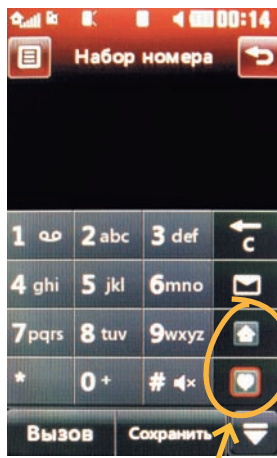 00:14
Набор номера
1 2 abc 3 def C
4 ghi 5 jkl 6mno
7pqrs 8 tuv 9wxyz
* 0 + #
Вызов Сохранить